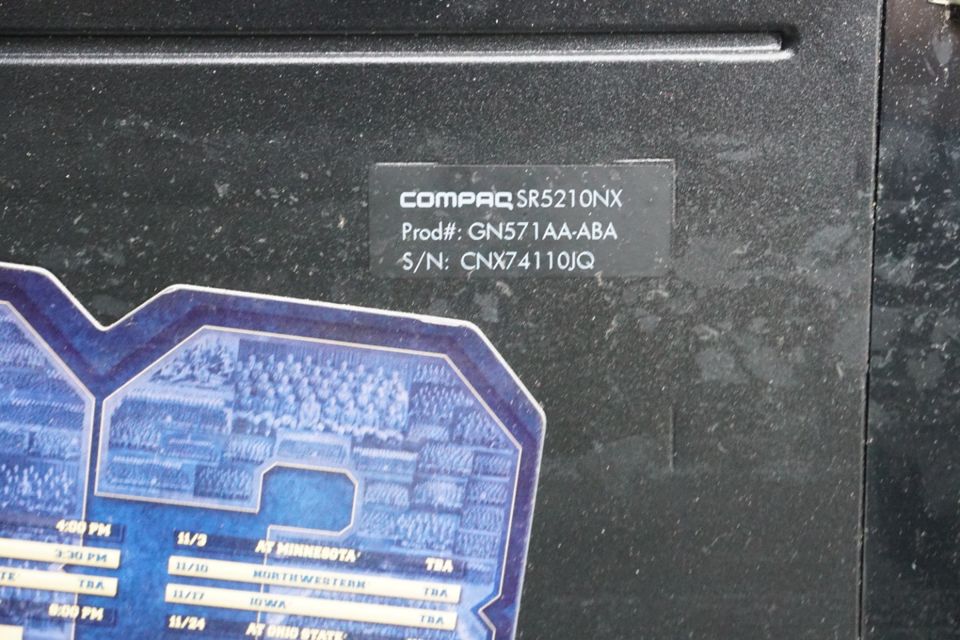 COMPAQ SR5210NX
Prod#: GN571AA-ABA
S/N: CNX74110JQ
4:00 PM
3:30 PM
TBA
8:00 PM
11/3 AT MINNESOTA TBA
11/10 NORTHWESTERN TBA
11/17 IOWA TBA
11/24 AT OHIO STATE